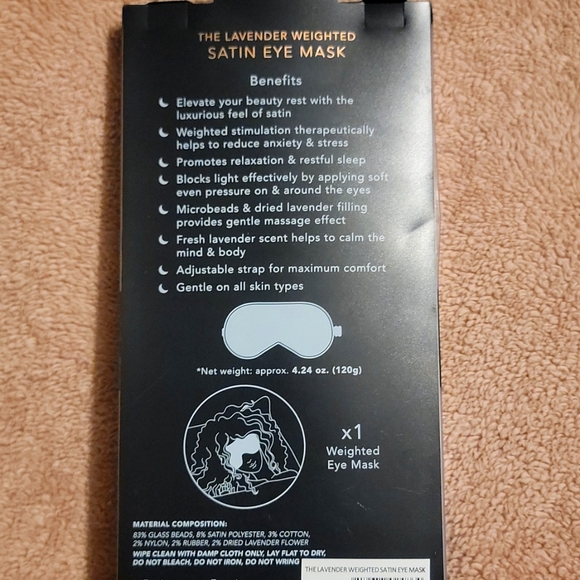 THE LAVENDER WEIGHTED
SATIN EYE MASK
Benefits
Elevate your beauty rest with the
luxurious feel of satin
Weighted stimulation therapeutically
helps to reduce anxiety & stress
Promotes relaxation & restful sleep
Blocks light effectively by applying soft
even pressure on & around the eyes
Microbeads & dried lavender filling
provides gentle massage effect
Fresh lavender scent helps to calm the
mind & body
Adjustable strap for maximum comfort
Gentle on all skin types
*Net weight: approx. 4.24 oz. (120g)
x1
Weighted
Eye Mask
MATERIAL COMPOSITION:
83% GLASS BEADS, 8% SATIN POLYESTER, 3% COTTON,
2% NYLON, 2% RUBBER, 2% DRIED LAVENDER FLOWER
WIPE CLEAN WITH DAMP CLOTH ONLY, LAY FLAT TO DRY,
DO NOT BLEACH, DO NOT IRON, DO NOT WRING
THE LAVENDER WEIGHTED SATIN EYE MASK